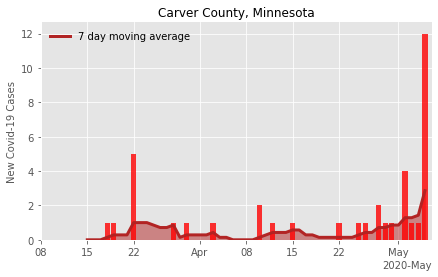 Carver County, Minnesota
7 day moving average
New Covid-19 Cases
12
10
8
6
4
2
0
08 15 22 Apr 08 15 22 May
2020-May